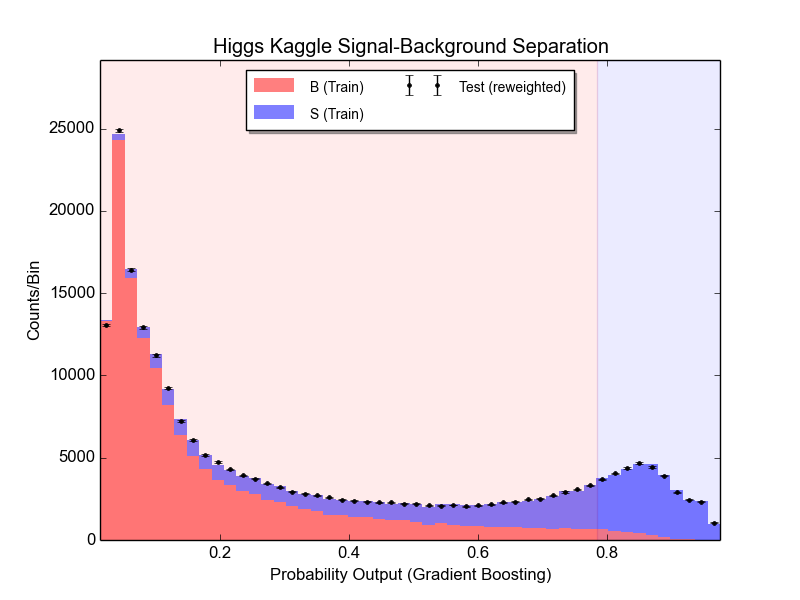 Higgs Kaggle Signal-Background Separation
B (Train)
Test (reweighted)
S (Train)
Counts/Bin
25000
20000
15000
10000
5000
0
0.2 0.4 0.6 0.8
Probability Output (Gradient Boosting)